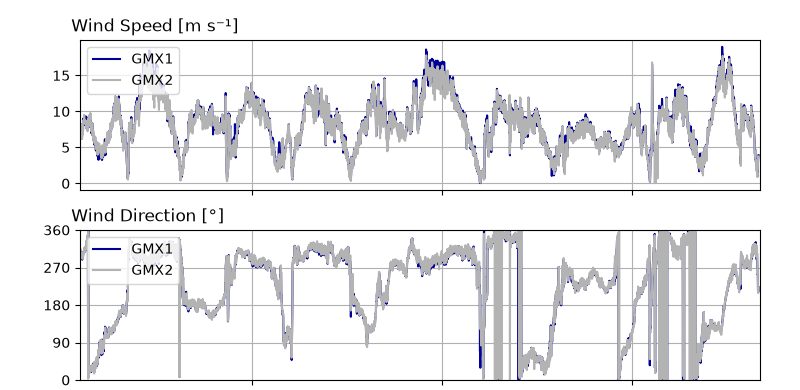 Wind Speed [m s⁻¹]
GMX1
GMX2
15
10
5
0
Wind Direction [°]
360
GMX1
GMX2
270
180
90
0